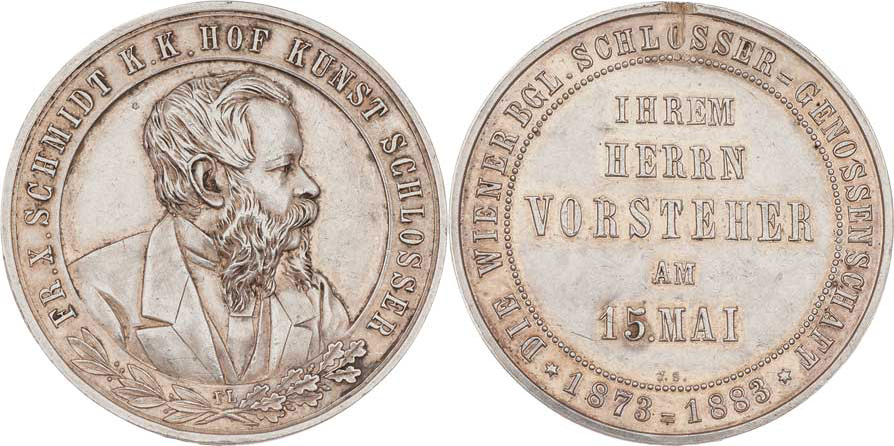 FR.X.SCHMIDT K.K.HOF KUNST SCHLOSSER
DIE WIENER BGL.SCHLOSSER-GENOSSENSCHAFT
IHREM
HERRN
VORSTEHER
AM
15.MAI
J.S.
1873-1883